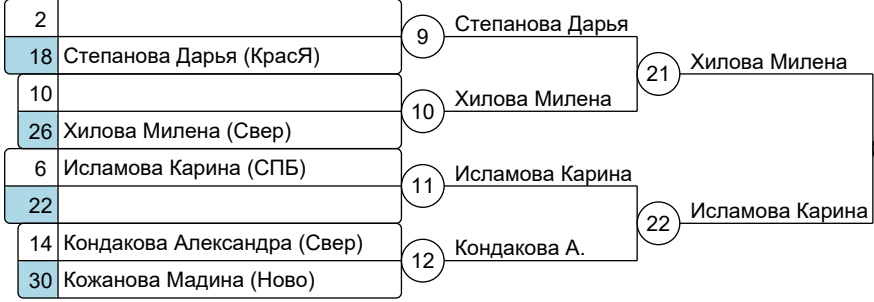 2
18 Степанова Дарья (КрасЯ)
9 Степанова Дарья
10
26 Хилова Милена (Свер)
10 Хилова Милена
21 Хилова Милена
6 Исламова Карина (СПБ)
22
11 Исламова Карина
14 Кондакова Александра (Свер)
30 Кожанова Мадина (Ново)
12 Кондакова А.
22 Исламова Карина